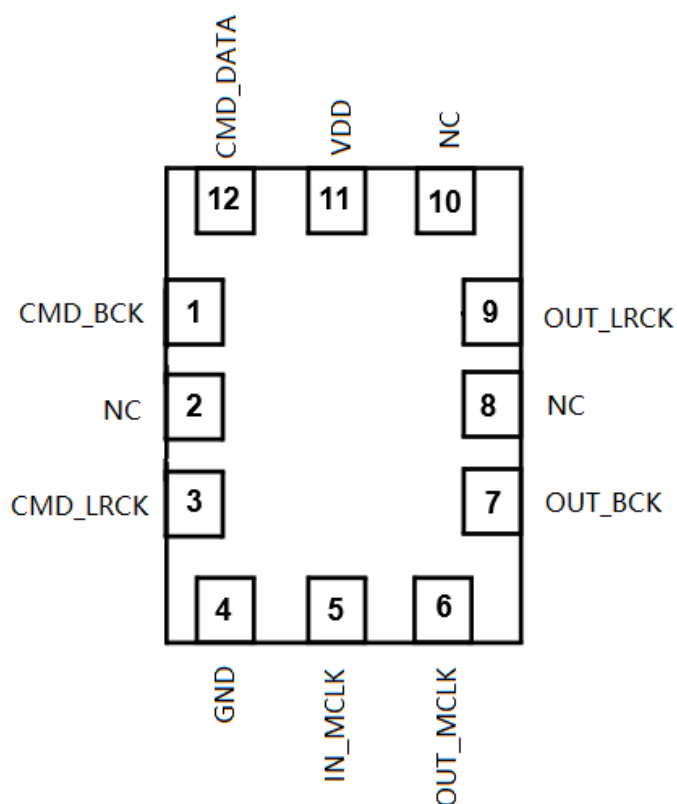 CMD_DATA
VDD
NC
12
11
10
CMD_BCK
1
9
OUT_LRCK
NC
2
8
NC
CMD_LRCK
3
7
OUT_BCK
4
5
6
GND
IN_MCLK
OUT_MCLK